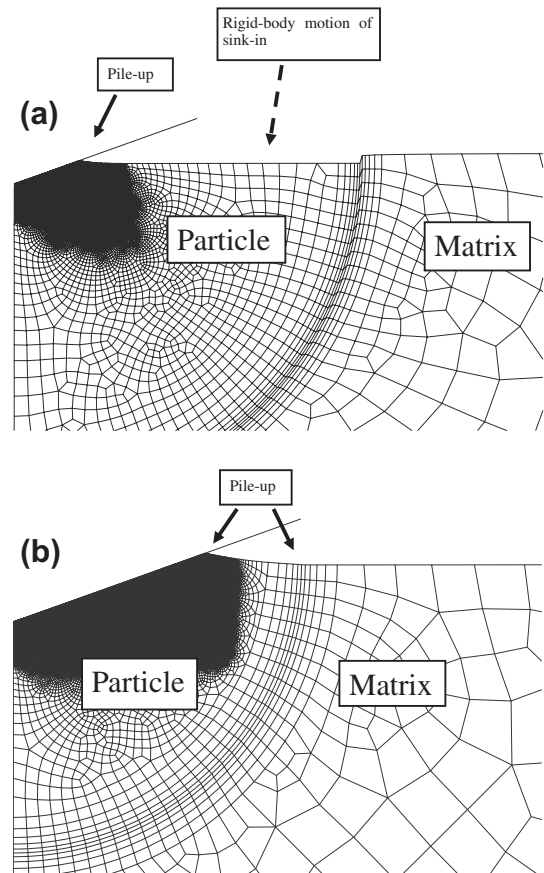 Rigid-body motion of
sink-in
Pile-up
(a)
Particle
Matrix
Pile-up
(b)
Particle
Matrix